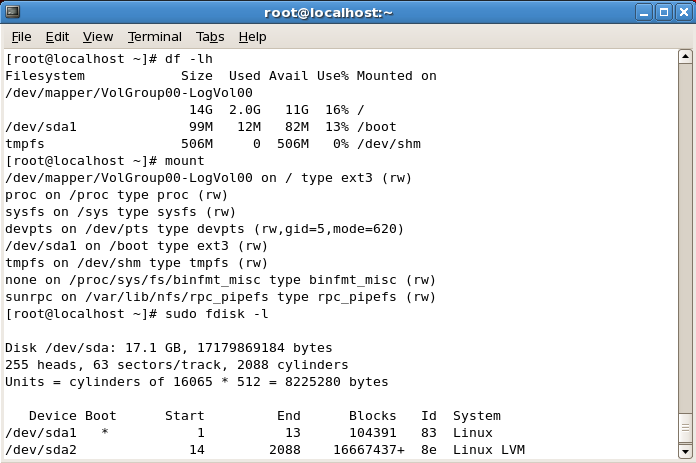 root@localhost:~
File Edit View Terminal Tabs Help
[root@localhost ~]# df -lh
Filesystem            Size  Used Avail Use% Mounted on
/dev/mapper/VolGroup00-LogVol00
                       14G  2.0G   11G  16% /
/dev/sda1              99M   12M   82M  13% /boot
tmpfs                 506M     0  506M   0% /dev/shm
[root@localhost ~]# mount
/dev/mapper/VolGroup00-LogVol00 on / type ext3 (rw)
proc on /proc type proc (rw)
sysfs on /sys type sysfs (rw)
devpts on /dev/pts type devpts (rw,gid=5,mode=620)
/dev/sda1 on /boot type ext3 (rw)
tmpfs on /dev/shm type tmpfs (rw)
none on /proc/sys/fs/binfmt_misc type binfmt_misc (rw)
sunrpc on /var/lib/nfs/rpc_pipefs type rpc_pipefs (rw)
[root@localhost ~]# sudo fdisk -l

Disk /dev/sda: 17.1 GB, 17179869184 bytes
255 heads, 63 sectors/track, 2088 cylinders
Units = cylinders of 16065 * 512 = 8225280 bytes

   Device Boot      Start         End      Blocks   Id  System
/dev/sda1   *           1          13      104391   83  Linux
/dev/sda2              14        2088    16667437+  8e  Linux LVM